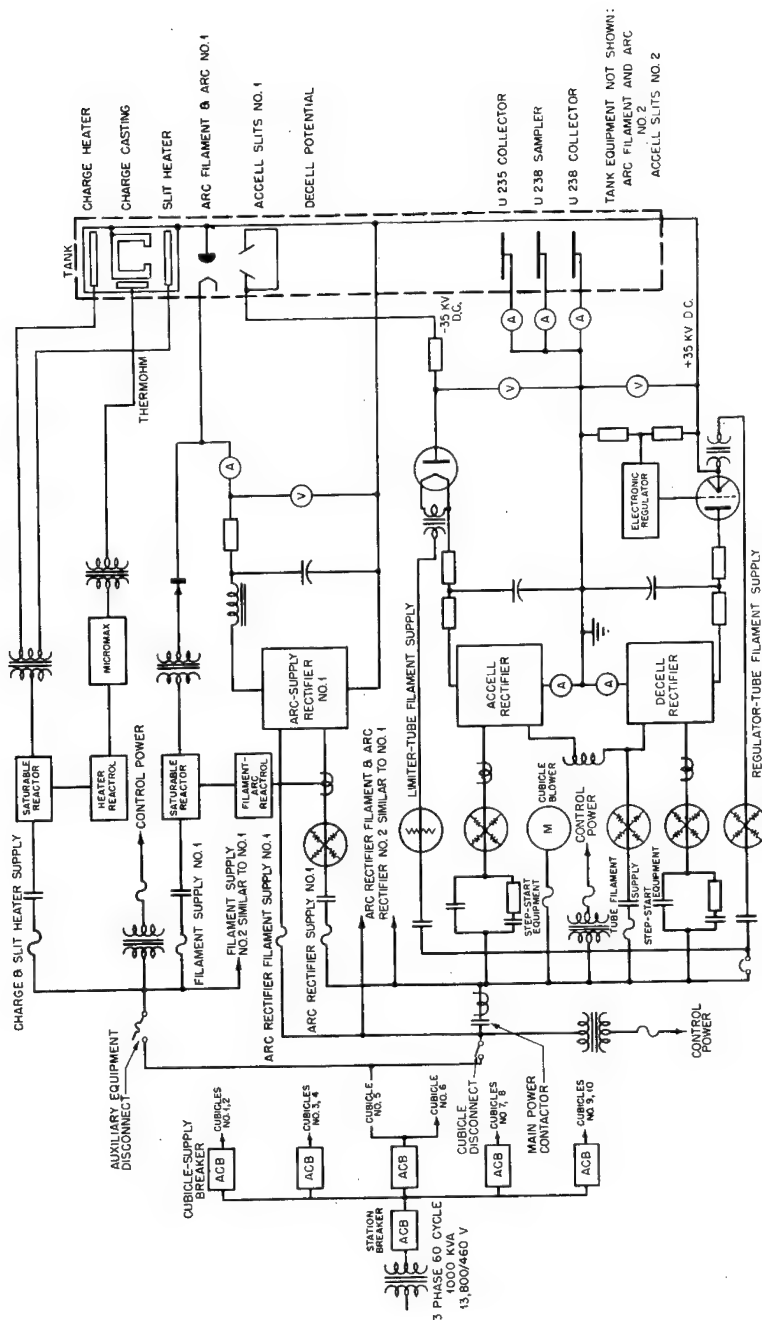 TANK
CHARGE HEATER
CHARGE CASTING
SLIT HEATER
ARC FILAMENT & ARC NO.1
ACCELL SLITS NO. 1
DECELL POTENTIAL
U 235 COLLECTOR
U 238 SAMPLER
U 238 COLLECTOR
TANK EQUIPMENT NOT SHOWN:
ARC FILAMENT AND ARC
NO. 2
ACCELL SLITS NO. 2
THERMOHM
-35 KV
D.C.
+35 KV D.C.
A
A
A
A
V
V
V
MICROMAX
ELECTRONIC
REGULATOR
SATURABLE
REACTOR
HEATER
REACTROL
CONTROL POWER
SATURABLE
REACTOR
FILAMENT-
ARC
REACTROL
ARC-SUPPLY
RECTIFIER
NO.1
LIMITER-TUBE FILAMENT SUPPLY
ACCELL
RECTIFIER
A
A
DECELL
RECTIFIER
REGULATOR-TUBE FILAMENT SUPPLY
CHARGE & SLIT HEATER SUPPLY
FILAMENT SUPPLY NO.1
FILAMENT SUPPLY
NO.2 SIMILAR TO NO.1
ARC RECTIFIER FILAMENT SUPPLY NO.1
ARC RECTIFIER SUPPLY NO.1
ARC RECTIFIER FILAMENT & ARC
RECTIFIER NO. 2 SIMILAR TO NO.1
STEP-START
EQUIPMENT
M
CUBICLE
BLOWER
CONTROL
POWER
TUBE FILAMENT
SUPPLY
STEP-START
EQUIPMENT
AUXILIARY EQUIPMENT
DISCONNECT
CUBICLE
DISCONNECT
MAIN POWER
CONTACTOR
CONTROL
POWER
CUBICLE-SUPPLY
BREAKER
ACB
CUBICLES
NO. 1, 2
ACB
CUBICLES
NO. 3, 4
ACB
CUBICLE
NO. 5
CUBICLE
NO. 6
ACB
CUBICLES
NO 7, 8
ACB
CUBICLES
NO. 9, 10
STATION
BREAKER
ACB
3 PHASE 60 CYCLE
1000 KVA
13,800/460 V